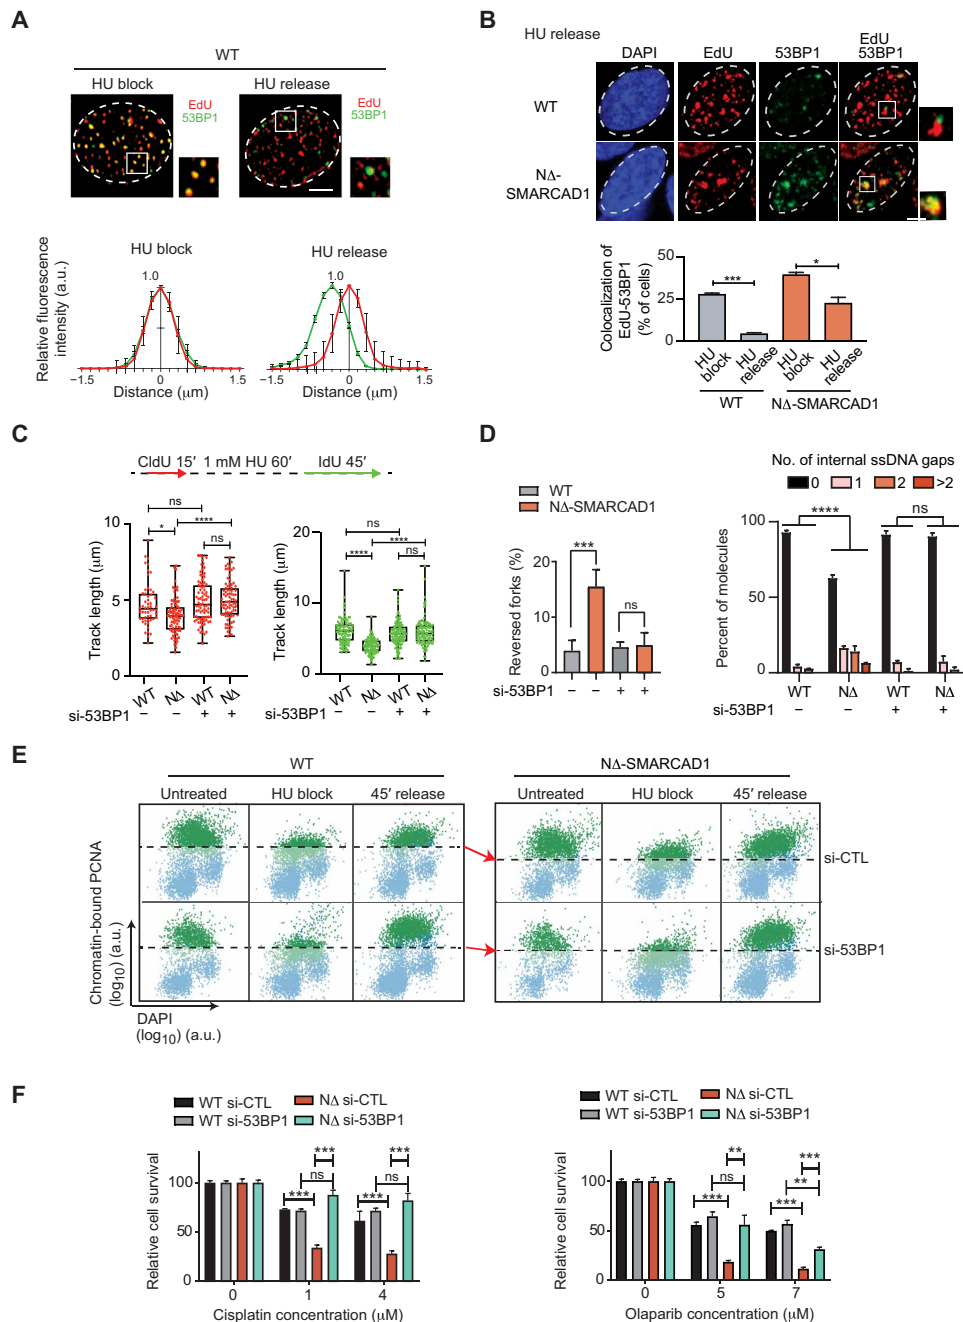 A
WT
HU block
HU release
EdU
53BP1
EdU
53BP1
HU block
HU release
Relative fluorescence
intensity (a.u.)
1.0
1.0
−1.5
0
1.5
−1.5
0
1.5
Distance (μm)
Distance (μm)
B
HU release
DAPI
EdU
53BP1
EdU
53BP1
WT
NΔ-
SMARCAD1
Colocalization of
EdU-53BP1
(% of cells)
50
25
0
***
*
HU
block
HU
release
HU
block
HU
release
WT
NΔ-SMARCAD1
C
CldU 15′
1 mM HU 60′
IdU 45′
Track length (μm)
10
5
0
ns
*
****
ns
WT
NΔ
WT
NΔ
si-53BP1
−
−
+
+
Track length (μm)
20
10
0
ns
****
****
ns
WT
NΔ
WT
NΔ
−
−
+
+
D
WT
NΔ-SMARCAD1
Reversed forks (%)
20
15
10
5
0
***
ns
si-53BP1
−
−
+
+
No. of internal ssDNA gaps
0
1
2
>2
Percent of molecules
100
50
0
****
ns
WT
NΔ
WT
NΔ
si-53BP1
−
−
+
+
E
WT
NΔ-SMARCAD1
Untreated
HU block
45′ release
Untreated
HU block
45′ release
si-CTL
si-53BP1
Chromatin-bound PCNA
(log10) (a.u.)
DAPI
(log10) (a.u.)
F
WT si-CTL
NΔ si-CTL
WT si-53BP1
NΔ si-53BP1
Relative cell survival
100
50
0
***
ns
***
***
ns
***
0
1
4
Cisplatin concentration (μM)
WT si-CTL
NΔ si-CTL
WT si-53BP1
NΔ si-53BP1
Relative cell survival
100
50
0
***
ns
**
***
**
***
0
5
7
Olaparib concentration (μM)